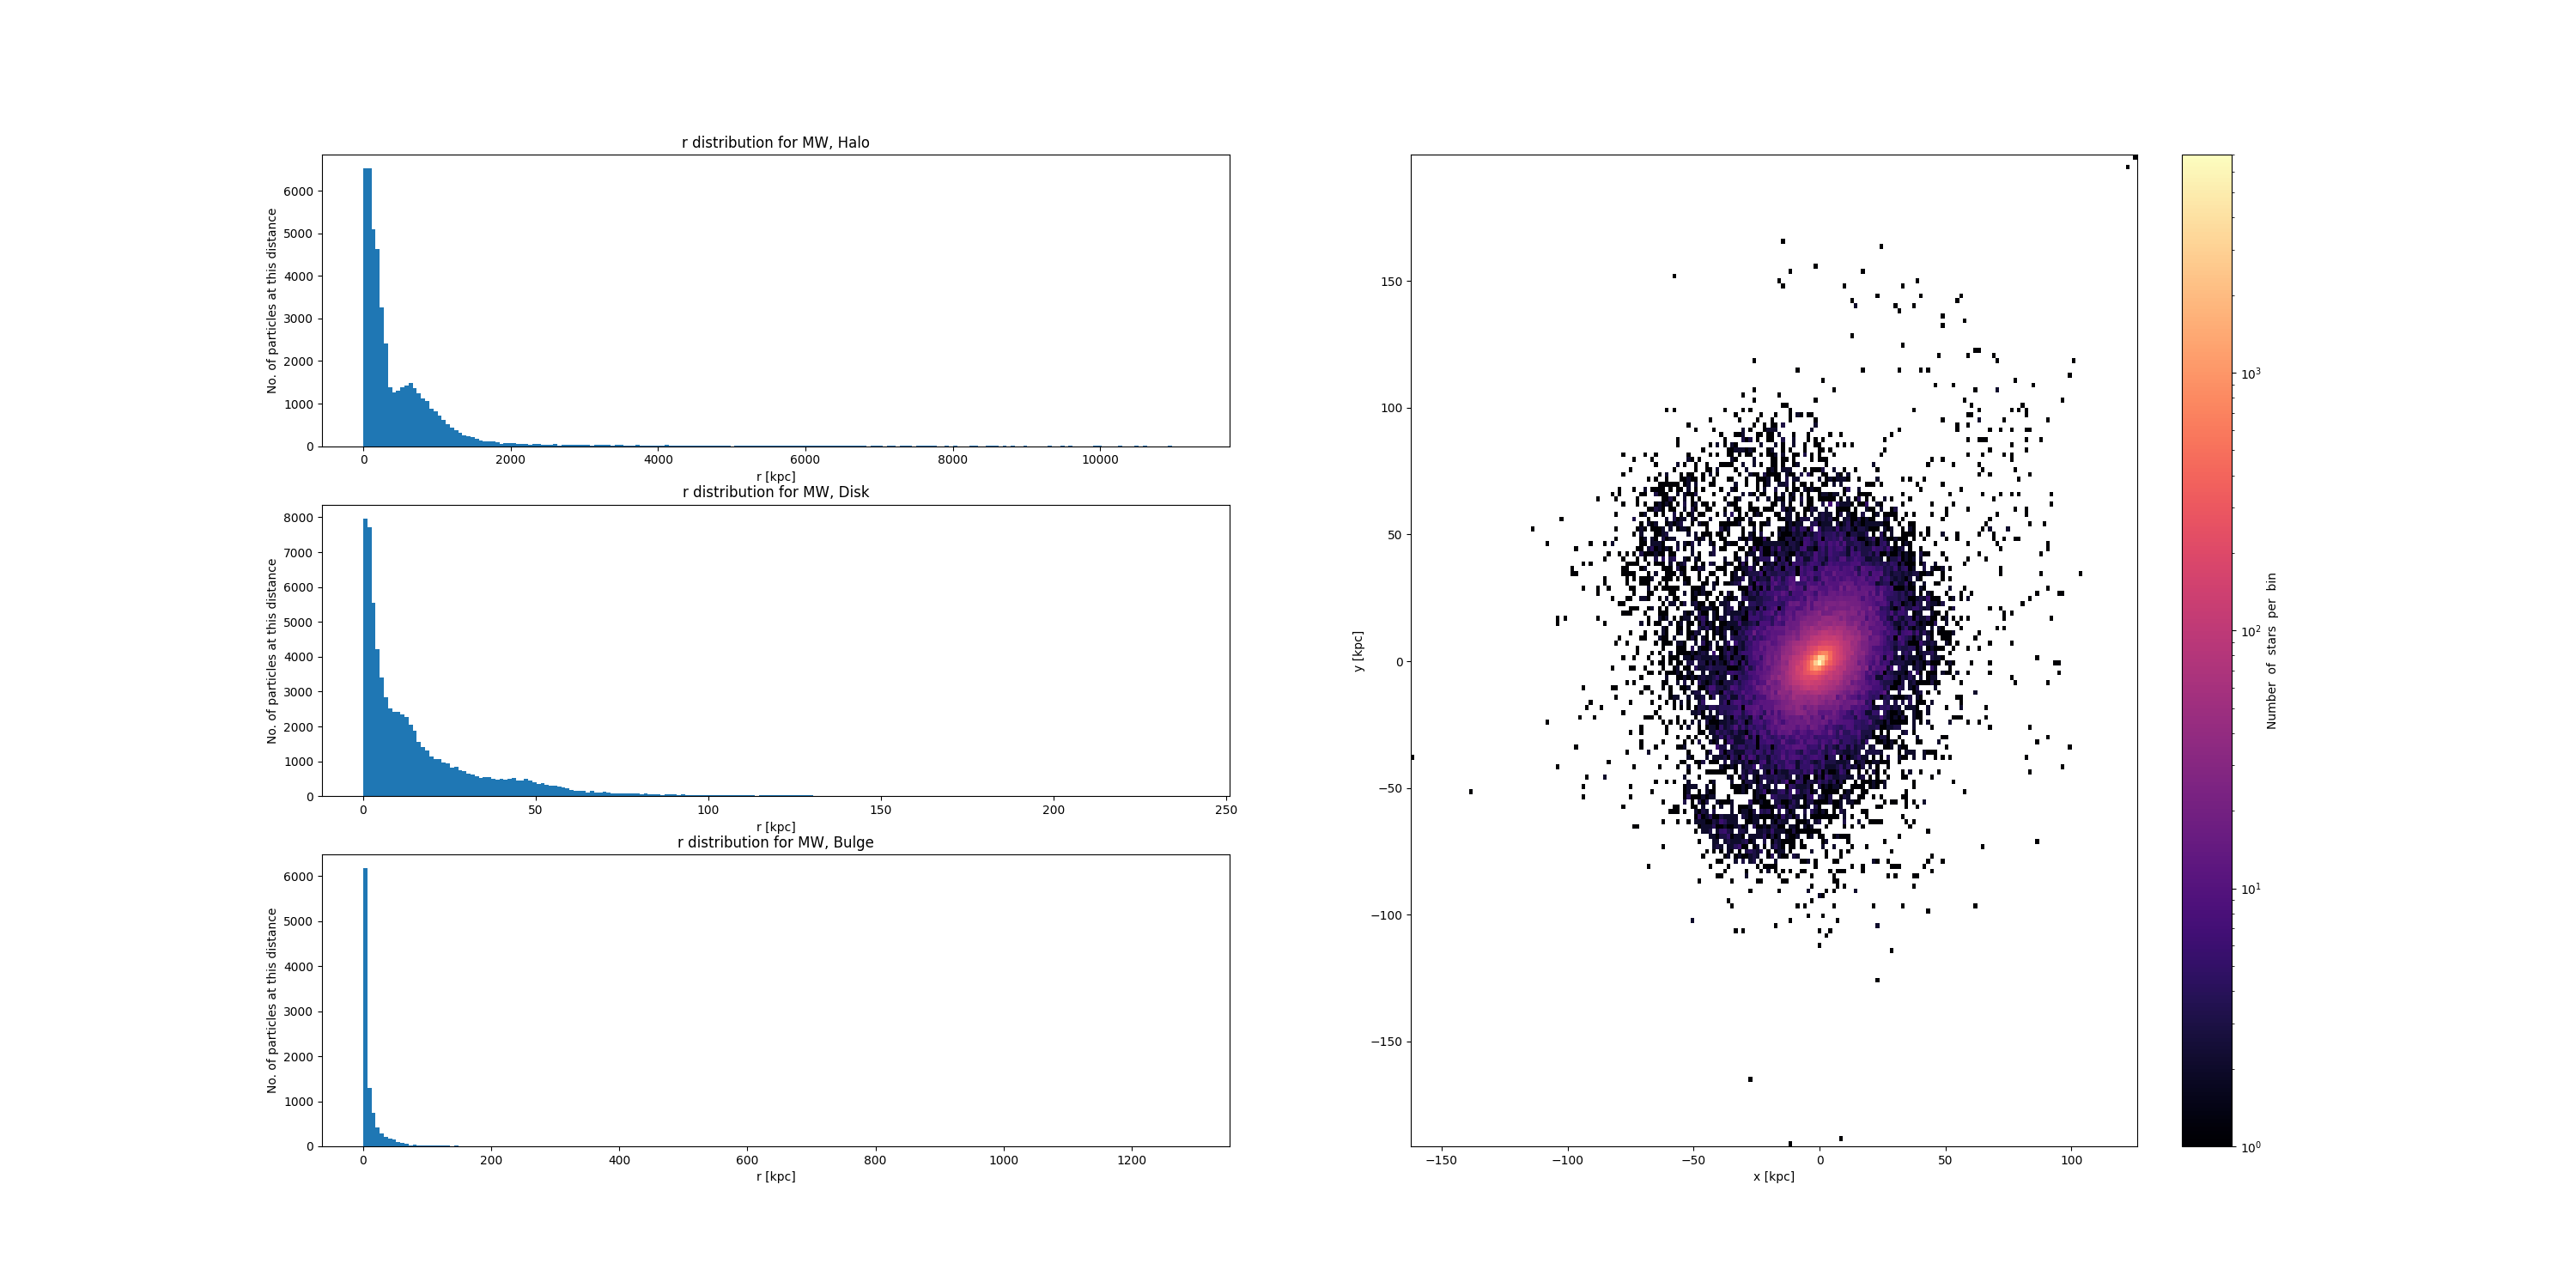 r distribution for MW, Halo
No. of particles at this distance
6000
5000
4000
3000
2000
1000
0
0 2000 4000 6000 8000 10000
r [kpc]
r distribution for MW, Disk
No. of particles at this distance
8000
7000
6000
5000
4000
3000
2000
1000
0
0 50 100 150 200 250
r [kpc]
r distribution for MW, Bulge
No. of particles at this distance
6000
5000
4000
3000
2000
1000
0
0 200 400 600 800 1000 1200
r [kpc]
y [kpc]
150
100
50
0
−50
−100
−150
−150 −100 −50 0 50 100
x [kpc]
10³
10²
10¹
10⁰
Number of stars per bin